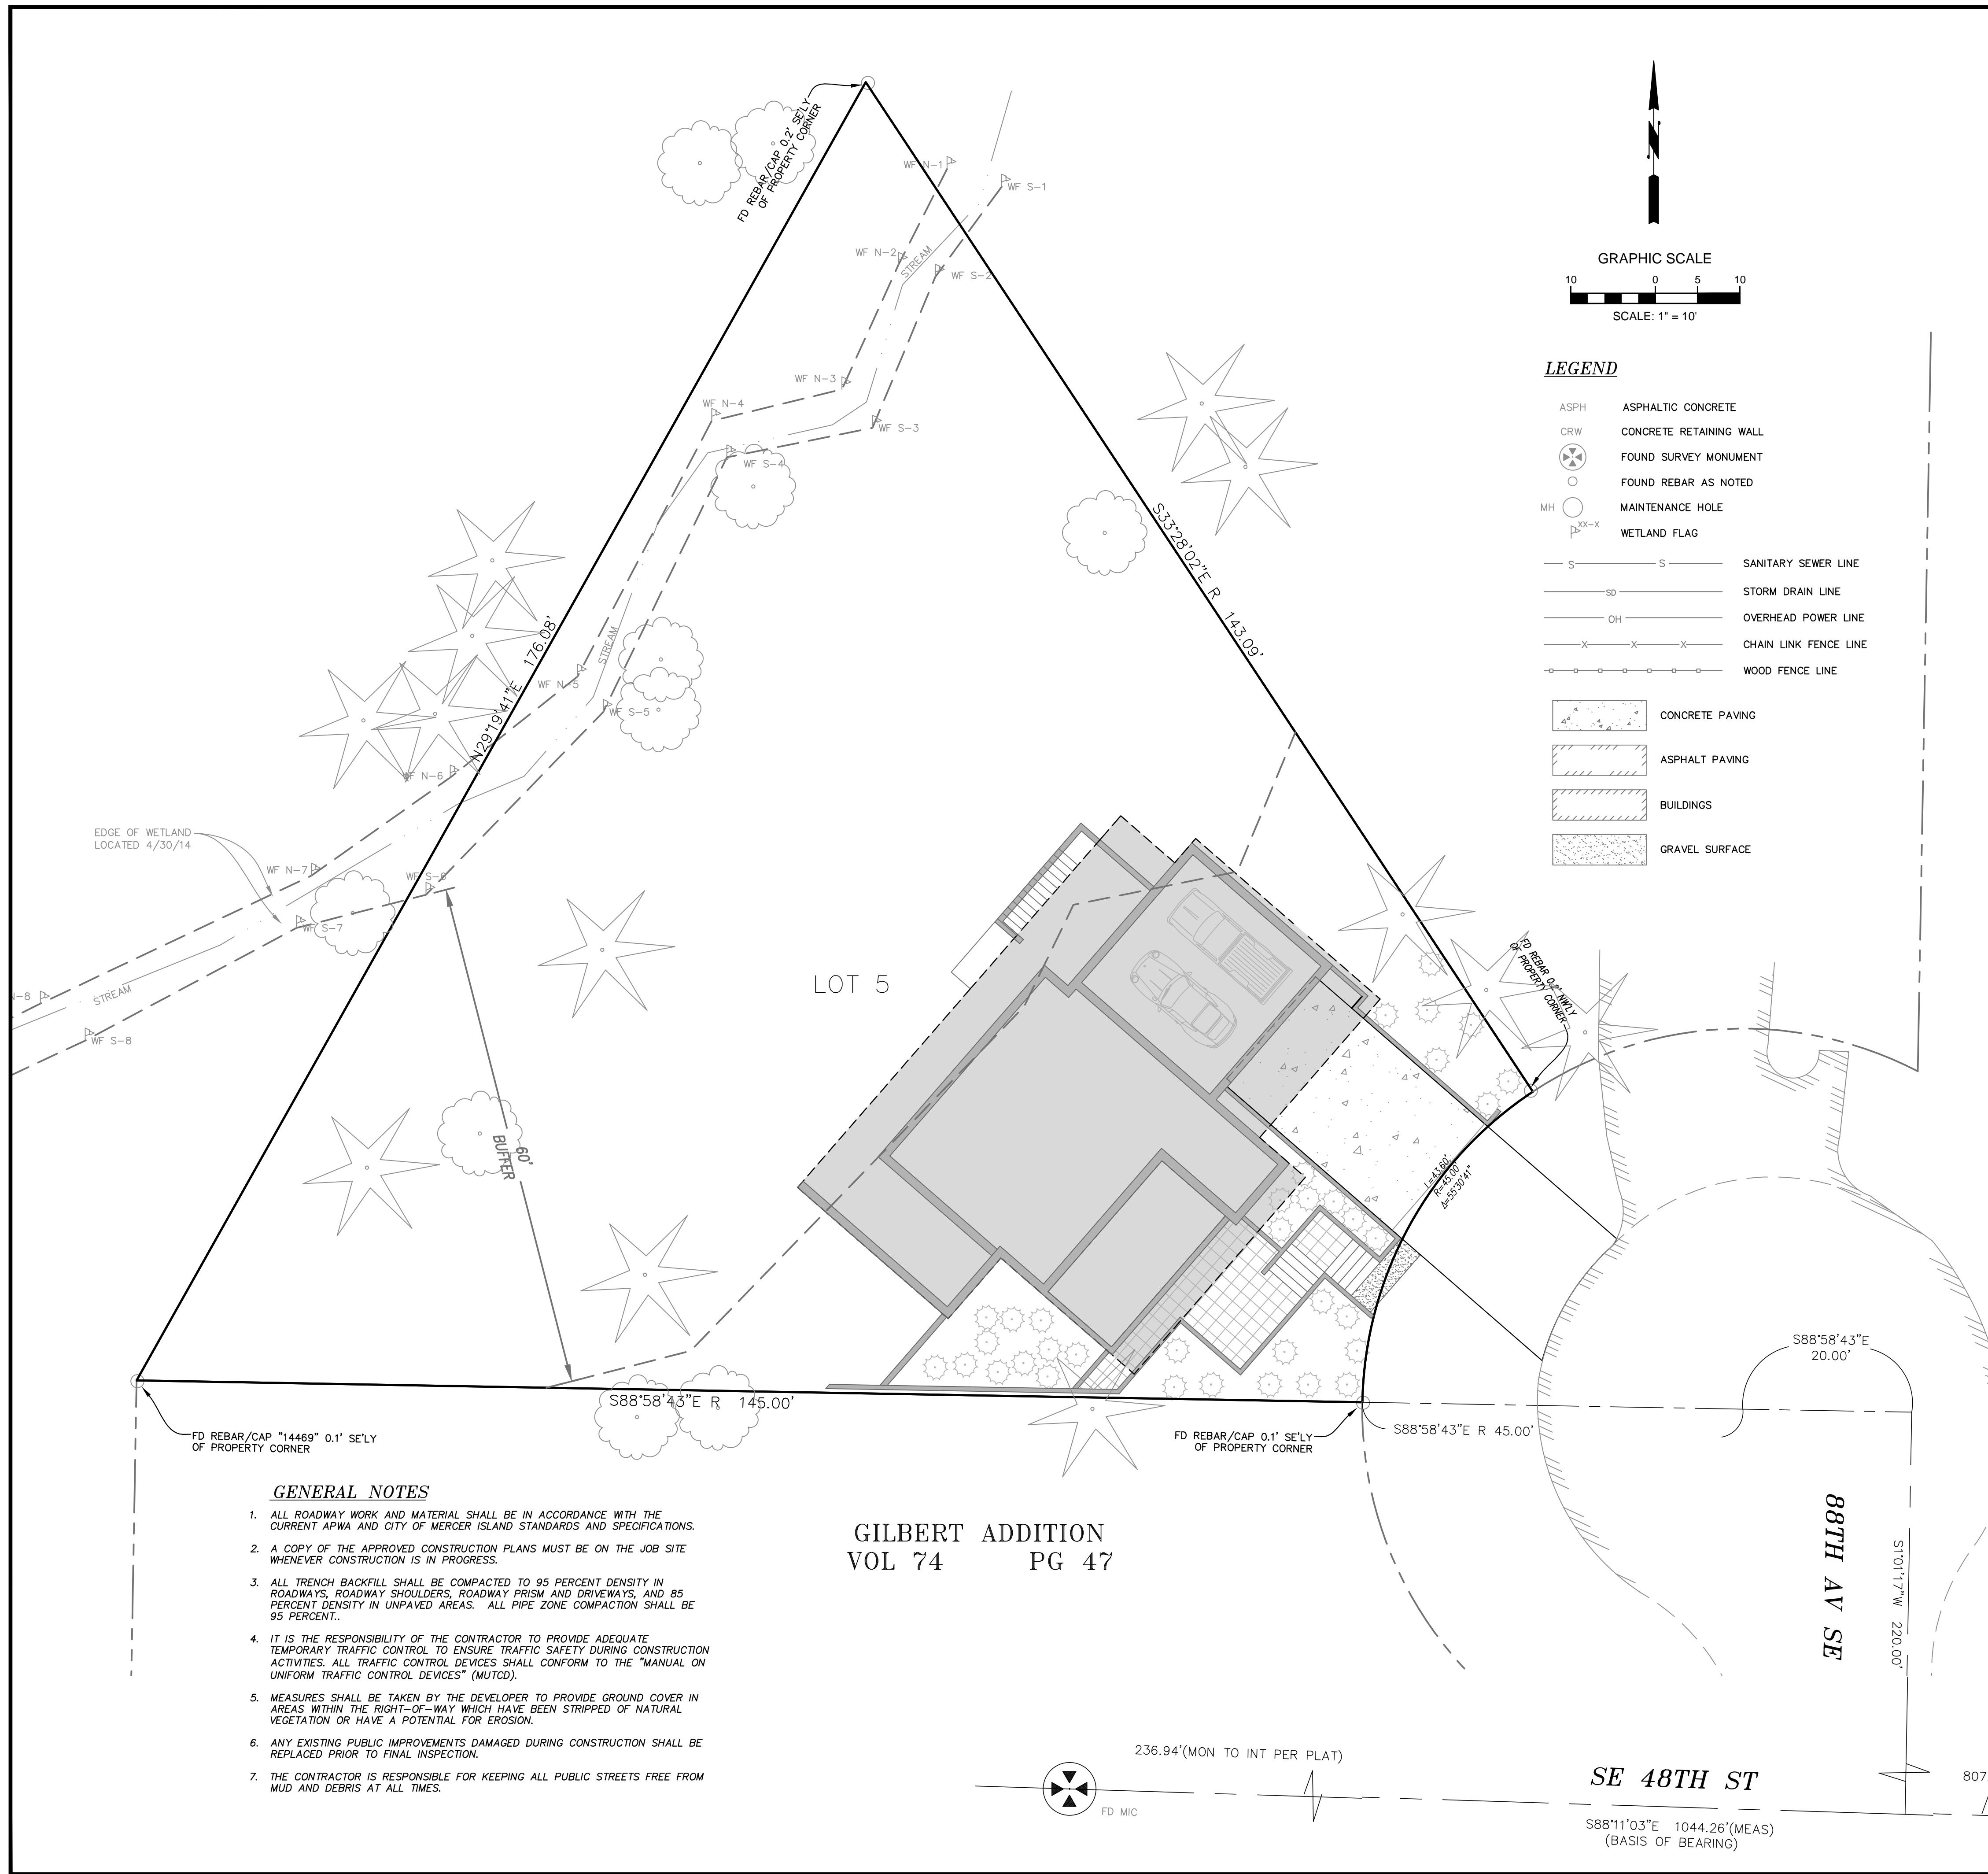 FD REBAR/CAP 0.2' SE'LY
OF PROPERTY CORNER
WF N-1
WF S-1
WF N-2
STREAM
WF S-2
WF N-3
WF N-4
WF S-3
WF S-4
S33°28'02"E R 143.09'
N29°19'41"E 176.08'
STREAM
WF N-5
WF S-5
WF N-6
EDGE OF WETLAND
LOCATED 4/30/14
WF N-7
WF S-6
WF S-7
N-8
STREAM
WF S-8
60'
BUFFER
LOT 5
FD REBAR 0.2' NW'LY
OF PROPERTY CORNER
L=43.60'
R=45.00'
Δ=55°30'41"
S88°58'43"E R 145.00'
FD REBAR/CAP "14469" 0.1' SE'LY
OF PROPERTY CORNER
FD REBAR/CAP 0.1' SE'LY
OF PROPERTY CORNER
S88°58'43"E R 45.00'
S88°58'43"E
20.00'
N
GRAPHIC SCALE
10 0 5 10
SCALE: 1" = 10'
LEGEND
ASPH ASPHALTIC CONCRETE
CRW CONCRETE RETAINING WALL
FOUND SURVEY MONUMENT
FOUND REBAR AS NOTED
MH MAINTENANCE HOLE
XX-X WETLAND FLAG
S S SANITARY SEWER LINE
SD STORM DRAIN LINE
OH OVERHEAD POWER LINE
X X X CHAIN LINK FENCE LINE
WOOD FENCE LINE
CONCRETE PAVING
ASPHALT PAVING
BUILDINGS
GRAVEL SURFACE
GENERAL NOTES
1. ALL ROADWAY WORK AND MATERIAL SHALL BE IN ACCORDANCE WITH THE
CURRENT APWA AND CITY OF MERCER ISLAND STANDARDS AND SPECIFICATIONS.
2. A COPY OF THE APPROVED CONSTRUCTION PLANS MUST BE ON THE JOB SITE
WHENEVER CONSTRUCTION IS IN PROGRESS.
3. ALL TRENCH BACKFILL SHALL BE COMPACTED TO 95 PERCENT DENSITY IN
ROADWAYS, ROADWAY SHOULDERS, ROADWAY PRISM AND DRIVEWAYS, AND 85
PERCENT DENSITY IN UNPAVED AREAS. ALL PIPE ZONE COMPACTION SHALL BE
95 PERCENT..
4. IT IS THE RESPONSIBILITY OF THE CONTRACTOR TO PROVIDE ADEQUATE
TEMPORARY TRAFFIC CONTROL TO ENSURE TRAFFIC SAFETY DURING CONSTRUCTION
ACTIVITIES. ALL TRAFFIC CONTROL DEVICES SHALL CONFORM TO THE "MANUAL ON
UNIFORM TRAFFIC CONTROL DEVICES" (MUTCD).
5. MEASURES SHALL BE TAKEN BY THE DEVELOPER TO PROVIDE GROUND COVER IN
AREAS WITHIN THE RIGHT-OF-WAY WHICH HAVE BEEN STRIPPED OF NATURAL
VEGETATION OR HAVE A POTENTIAL FOR EROSION.
6. ANY EXISTING PUBLIC IMPROVEMENTS DAMAGED DURING CONSTRUCTION SHALL BE
REPLACED PRIOR TO FINAL INSPECTION.
7. THE CONTRACTOR IS RESPONSIBLE FOR KEEPING ALL PUBLIC STREETS FREE FROM
MUD AND DEBRIS AT ALL TIMES.
GILBERT ADDITION
VOL 74 PG 47
88TH AV SE
S1°01'17"W 220.00'
236.94'(MON TO INT PER PLAT)
FD MIC
SE 48TH ST
807
S88°11'03"E 1044.26'(MEAS)
(BASIS OF BEARING)